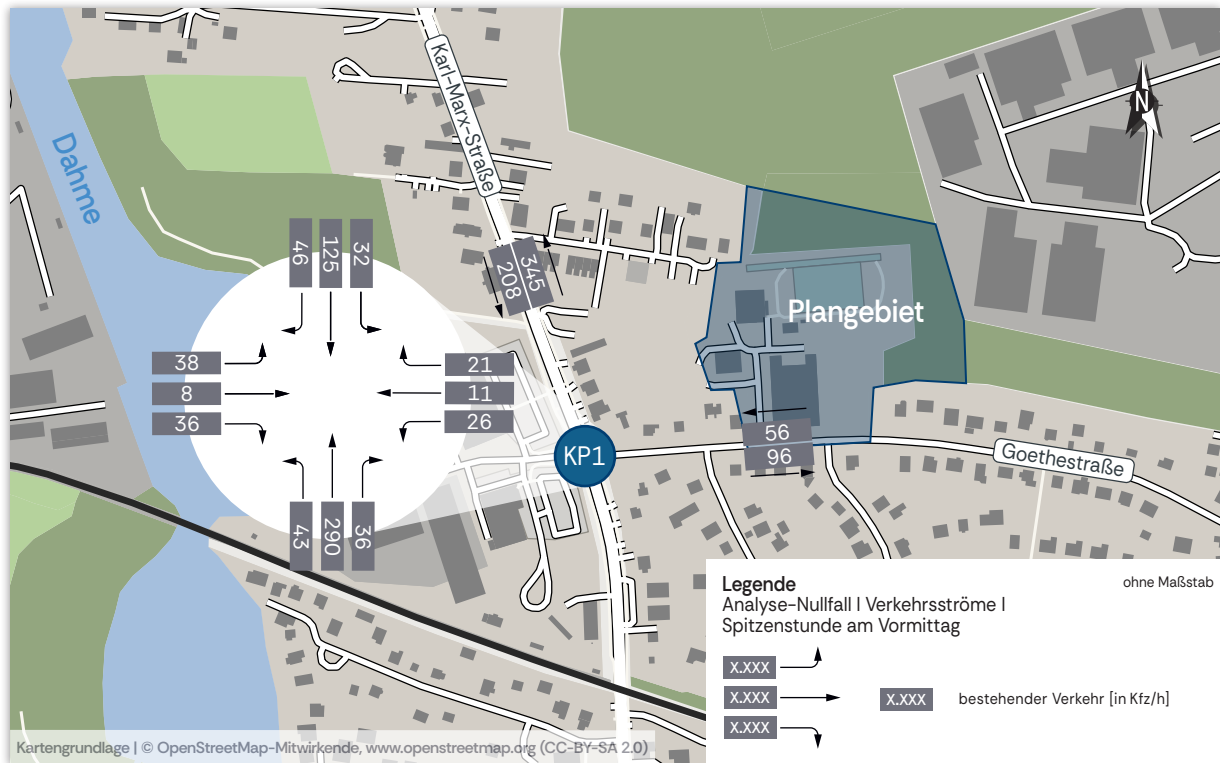 Karl-Marx-Straße
N
Dahme
46
125
32
345
208
Plangebiet
38
8
36
21
11
26
56
96
KP1
Goethestraße
43
290
36
Legende
ohne Maßstab
Analyse-Nullfall I Verkehrsströme I
Spitzenstunde am Vormittag
X.XXX
X.XXX
X.XXX
X.XXX
bestehender Verkehr [in Kfz/h]
Kartengrundlage | © OpenStreetMap-Mitwirkende, www.openstreetmap.org (CC-BY-SA 2.0)